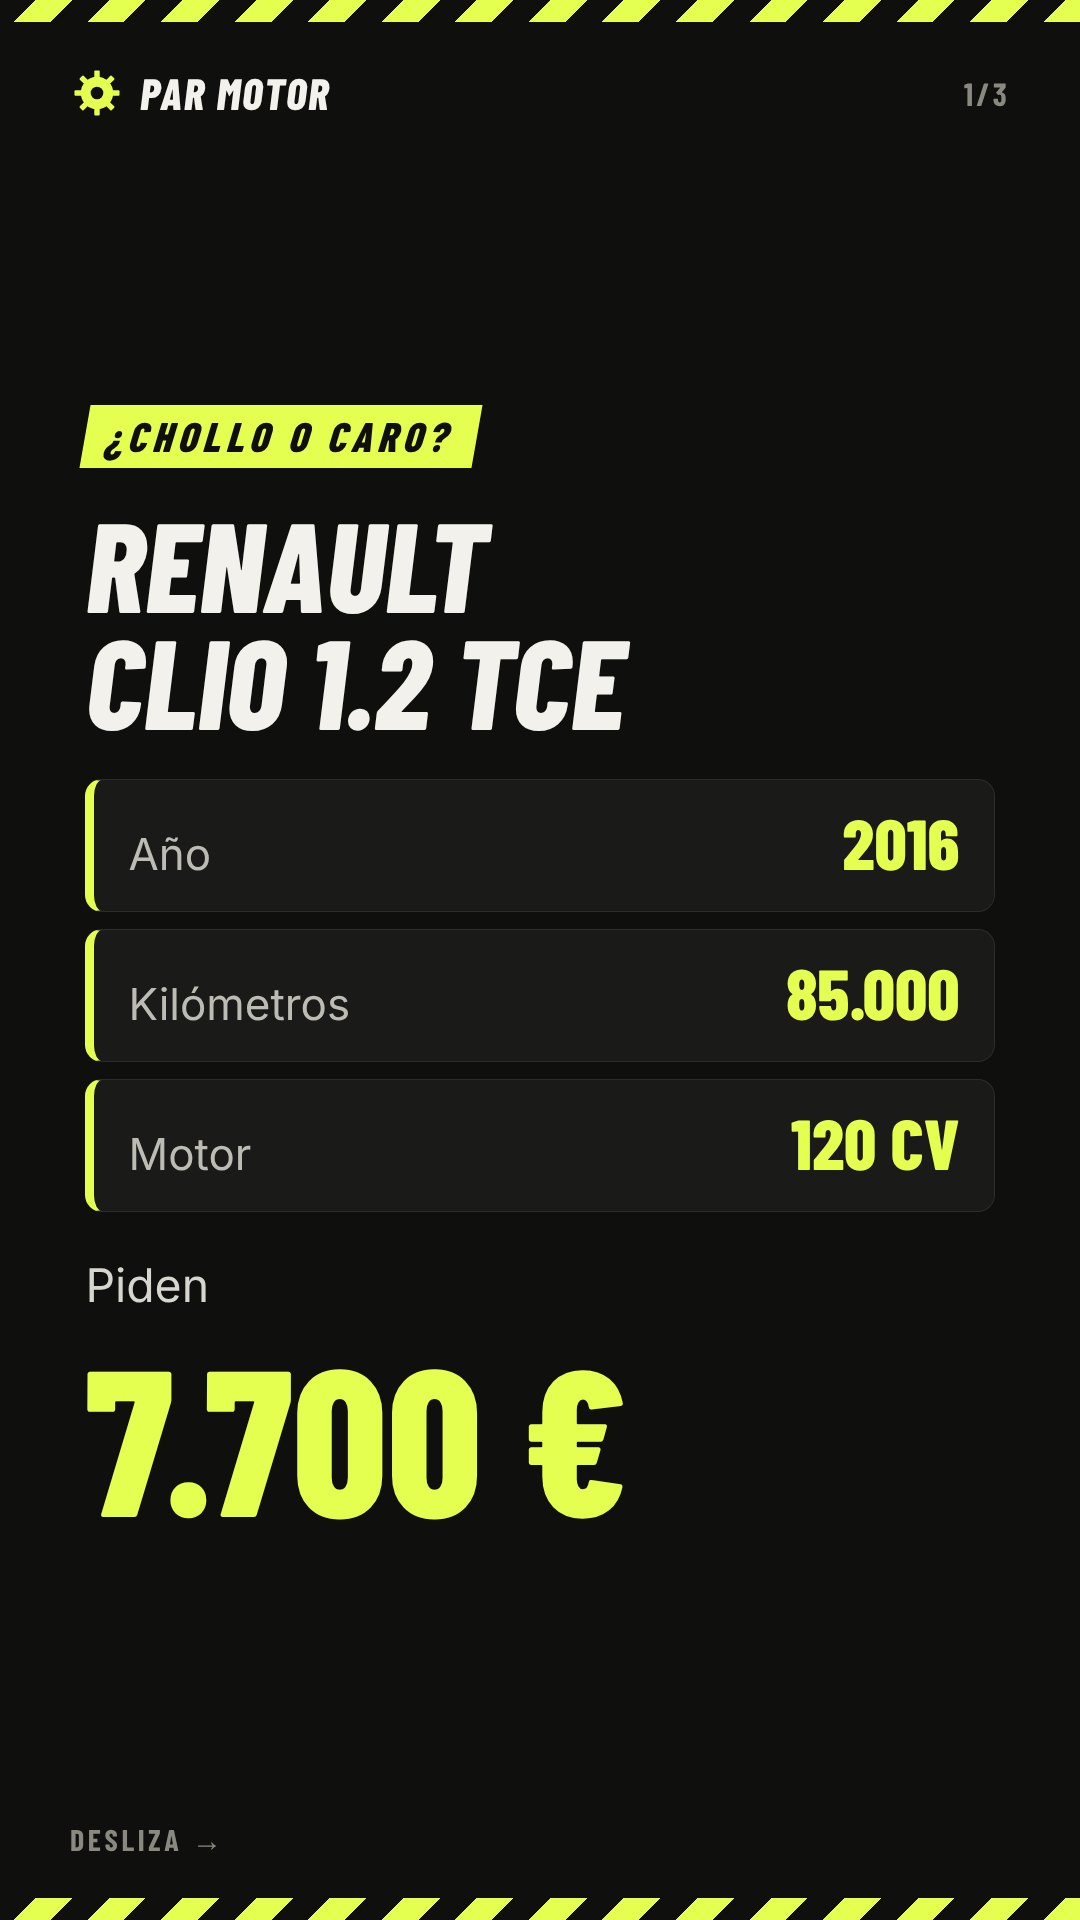 PAR MOTOR
1/3
¿CHOLLO O CARO?
RENAULT
CLIO 1.2 TCE
Año 2016
Kilómetros 85.000
Motor 120 CV
Piden
7.700 €
DESLIZA →